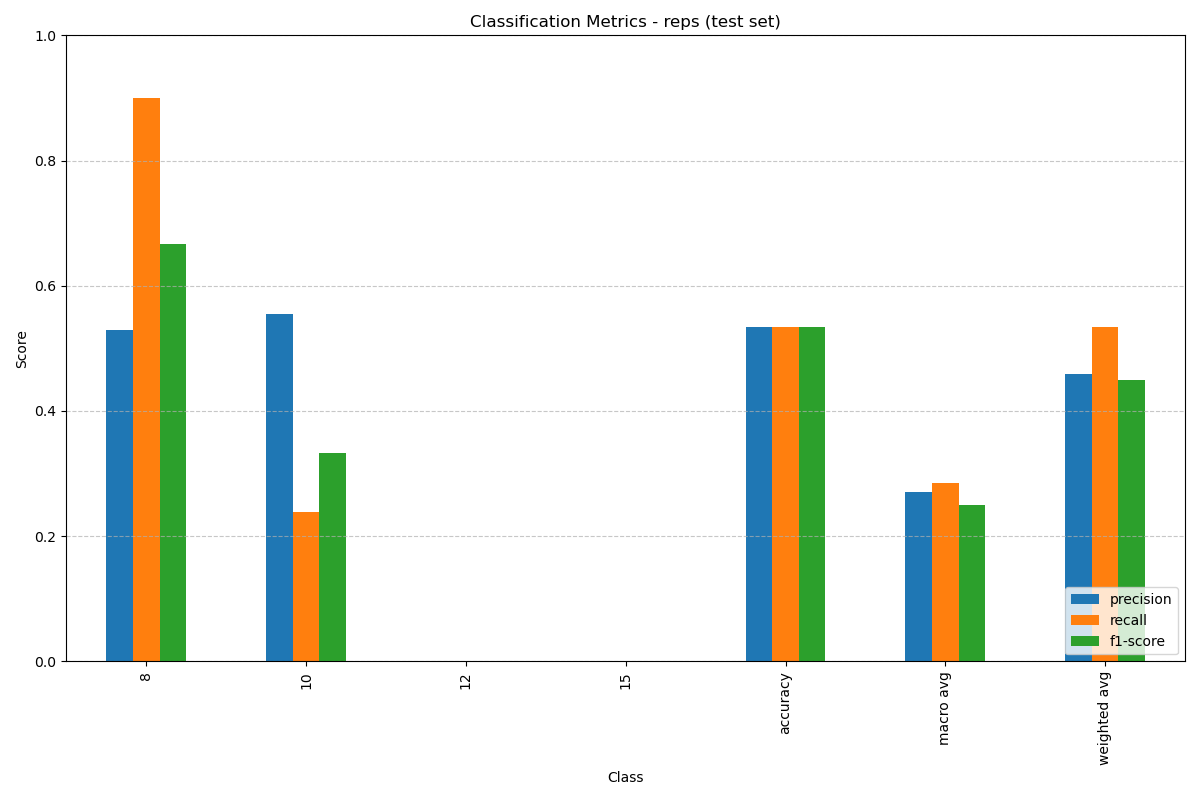 Classification Metrics - reps (test set)
1.0
0.8
0.6
0.4
0.2
0.0
Score
8
10
12
15
accuracy
macro avg
weighted avg
Class
precision
recall
f1-score